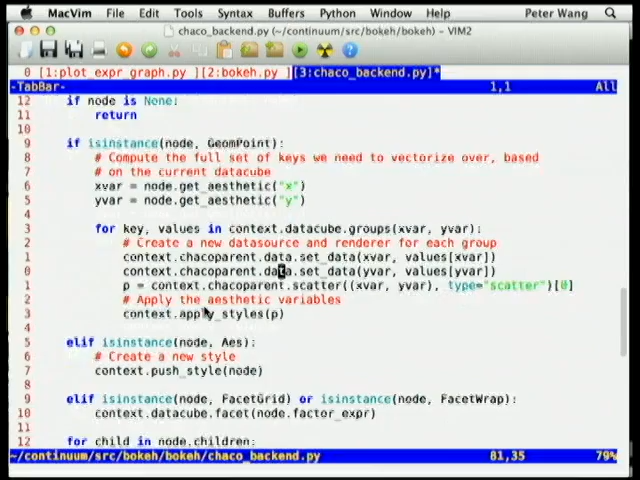 MacVim File Edit Tools Syntax Buffers Python Window Help Peter Wang
chaco_backend.py (~/continuum/src/bokeh/bokeh) - VIM2
0 [1:plot_expr_graph.py ][2:bokeh.py ][3:chaco_backend.py]*
-TabBar- 1,1 All
12 if node is None:
11 return
10
9 if isinstance(node, GeomPoint):
8 # Compute the full set of keys we need to vectorize over, based
7 # on the current datacube
6 xvar = node.get_aesthetic("x")
5 yvar = node.get_aesthetic("y")
4
3 for key, values in context.datacube.groups(xvar, yvar):
2 # Create a new datasource and renderer for each group
1 context.chacoparent.data.set_data(xvar, values[xvar])
0 context.chacoparent.data.set_data(yvar, values[yvar])
1 p = context.chacoparent.scatter((xvar, yvar), type="scatter")[0]
2 # Apply the aesthetic variables
3 context.apply_styles(p)
4
5 elif isinstance(node, Aes):
6 # Create a new style
7 context.push_style(node)
8
9 elif isinstance(node, FacetGrid) or isinstance(node, FacetWrap):
10 context.datacube.facet(node.factor_expr)
11
12 for child in node.children:
~/continuum/src/bokeh/bokeh/chaco_backend.py 81,35 79%